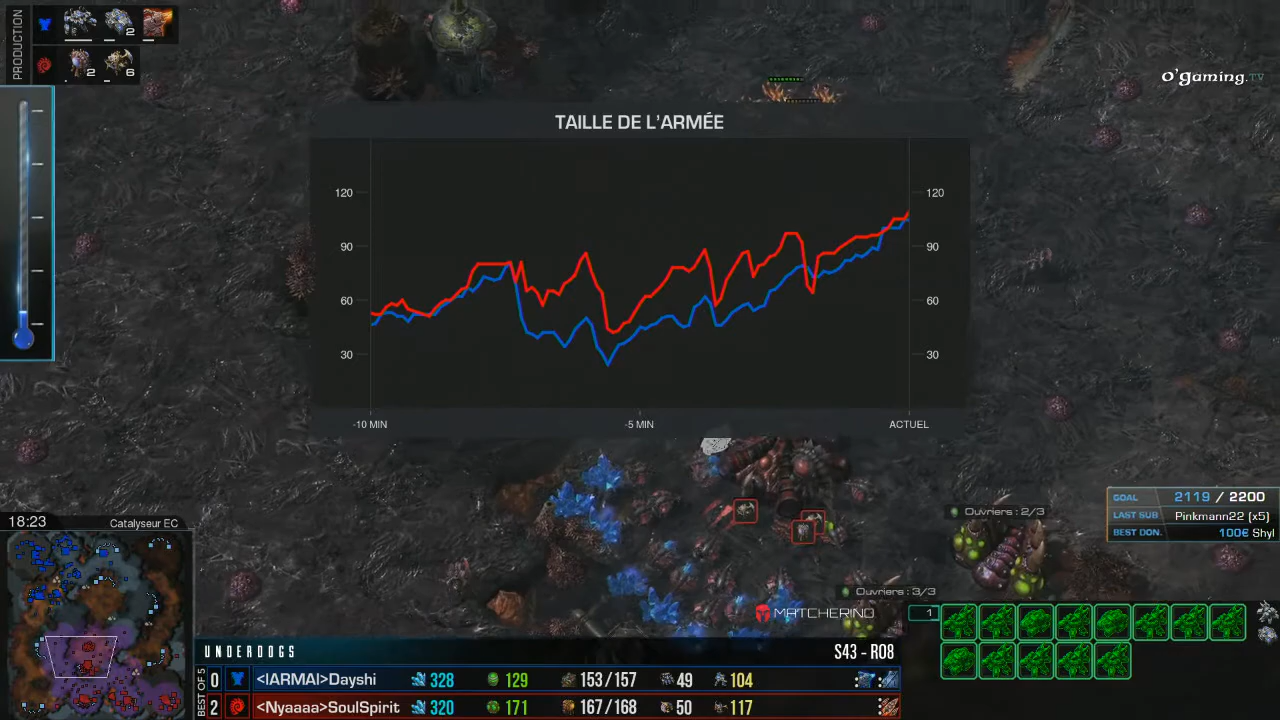 PRODUCTION
2
2
6
o'gaming.TV
TAILLE DE L'ARMÉE
120
120
90
90
60
60
30
30
-10 MIN
-5 MIN
ACTUEL
GOAL 2119 / 2200
LAST SUB Pinkmann22 (x5)
BEST DON. 100€ Shyl
Ouvriers : 2/3
18:23
Catalyseur EC
Ouvriers : 3/3
MATCHERINO
1
UNDERDOGS
S43 - RO8
BEST OF 5
0 <IARMAI>Dayshi 328 129 153/157 49 104
2 <Nyaaaa>SoulSpirit 320 171 167/168 50 117